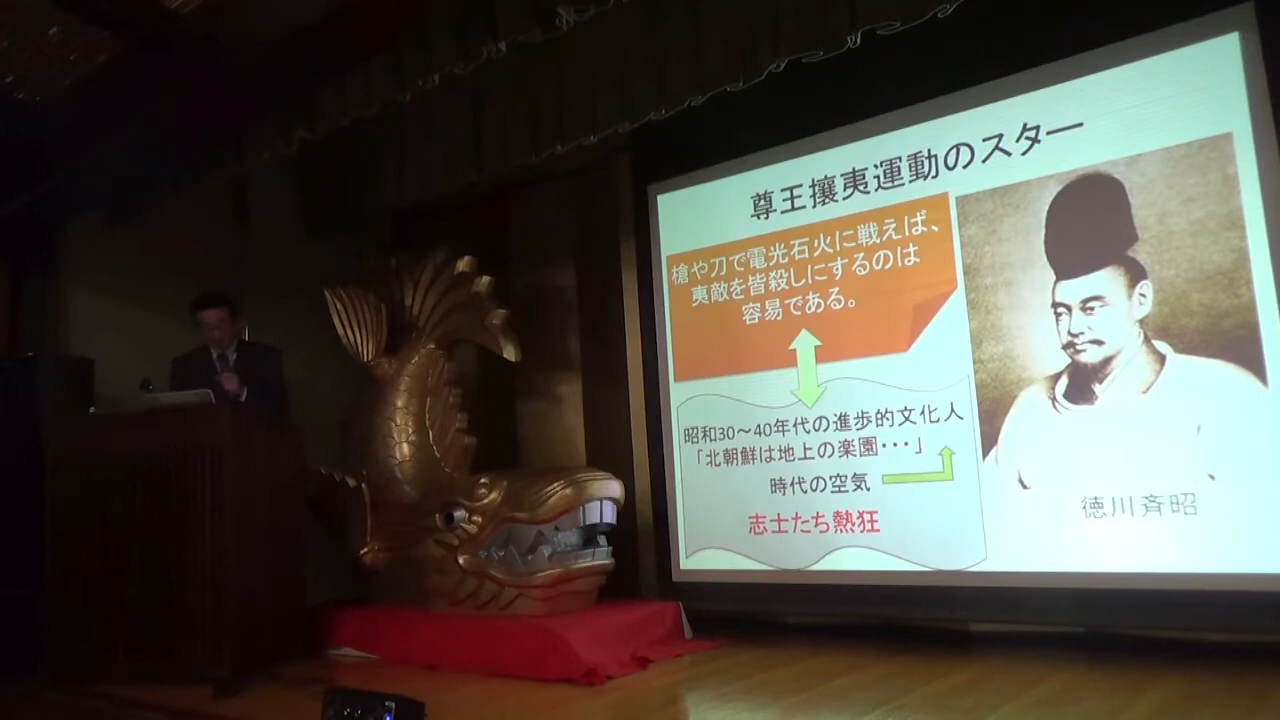 尊王攘夷運動のスター
槍や刀で電光石火に戦えば、
夷敵を皆殺しにするのは
容易である。
昭和30～40年代の進歩的文化人
「北朝鮮は地上の楽園･･･」
時代の空気
志士たち熱狂
徳川斉昭